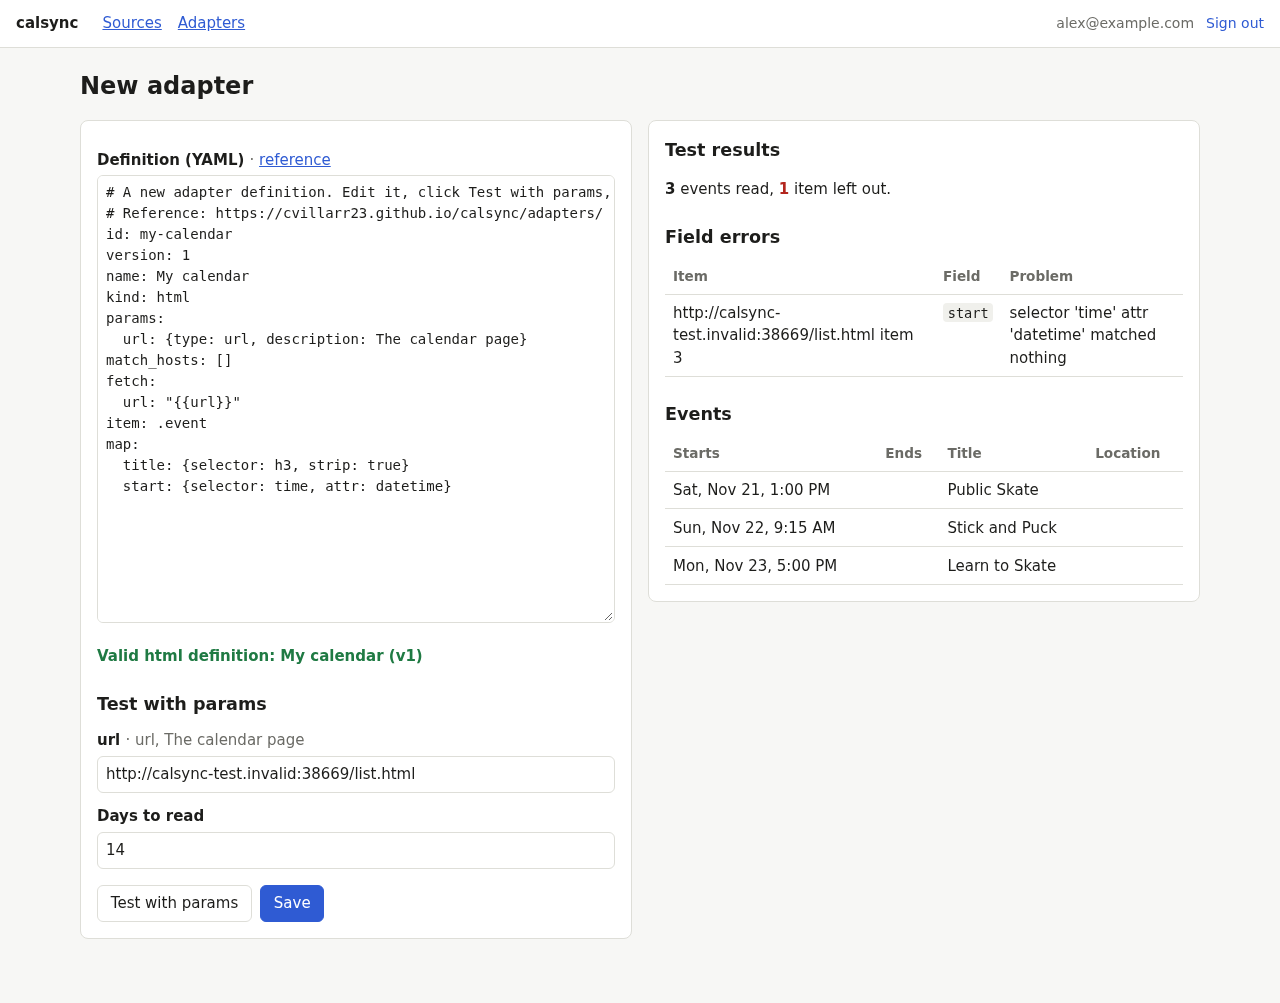 calsync Sources Adapters alex@example.com Sign out
New adapter
Definition (YAML) · reference
# A new adapter definition. Edit it, click Test with params,
# Reference: https://cvillarr23.github.io/calsync/adapters/
id: my-calendar
version: 1
name: My calendar
kind: html
params:
  url: {type: url, description: The calendar page}
match_hosts: []
fetch:
  url: "{{url}}"
item: .event
map:
  title: {selector: h3, strip: true}
  start: {selector: time, attr: datetime}
Valid html definition: My calendar (v1)
Test with params
url · url, The calendar page
http://calsync-test.invalid:38669/list.html
Days to read
14
Test with params Save
Test results
3 events read, 1 item left out.
Field errors
Item Field Problem
http://calsync- start selector 'time' attr
test.invalid:38669/list.html item 'datetime' matched
3 nothing
Events
Starts Ends Title Location
Sat, Nov 21, 1:00 PM Public Skate
Sun, Nov 22, 9:15 AM Stick and Puck
Mon, Nov 23, 5:00 PM Learn to Skate